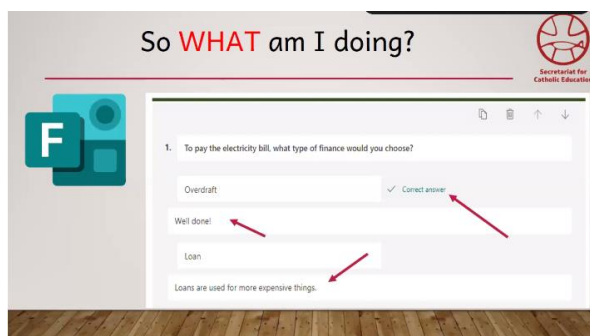 So WHAT am I doing?
Secretariat for
Catholic Education
F
1. To pay the electricity bill, what type of finance would you choose?
Overdraft
Correct answer
Well done!
Loan
Loans are used for more expensive things.